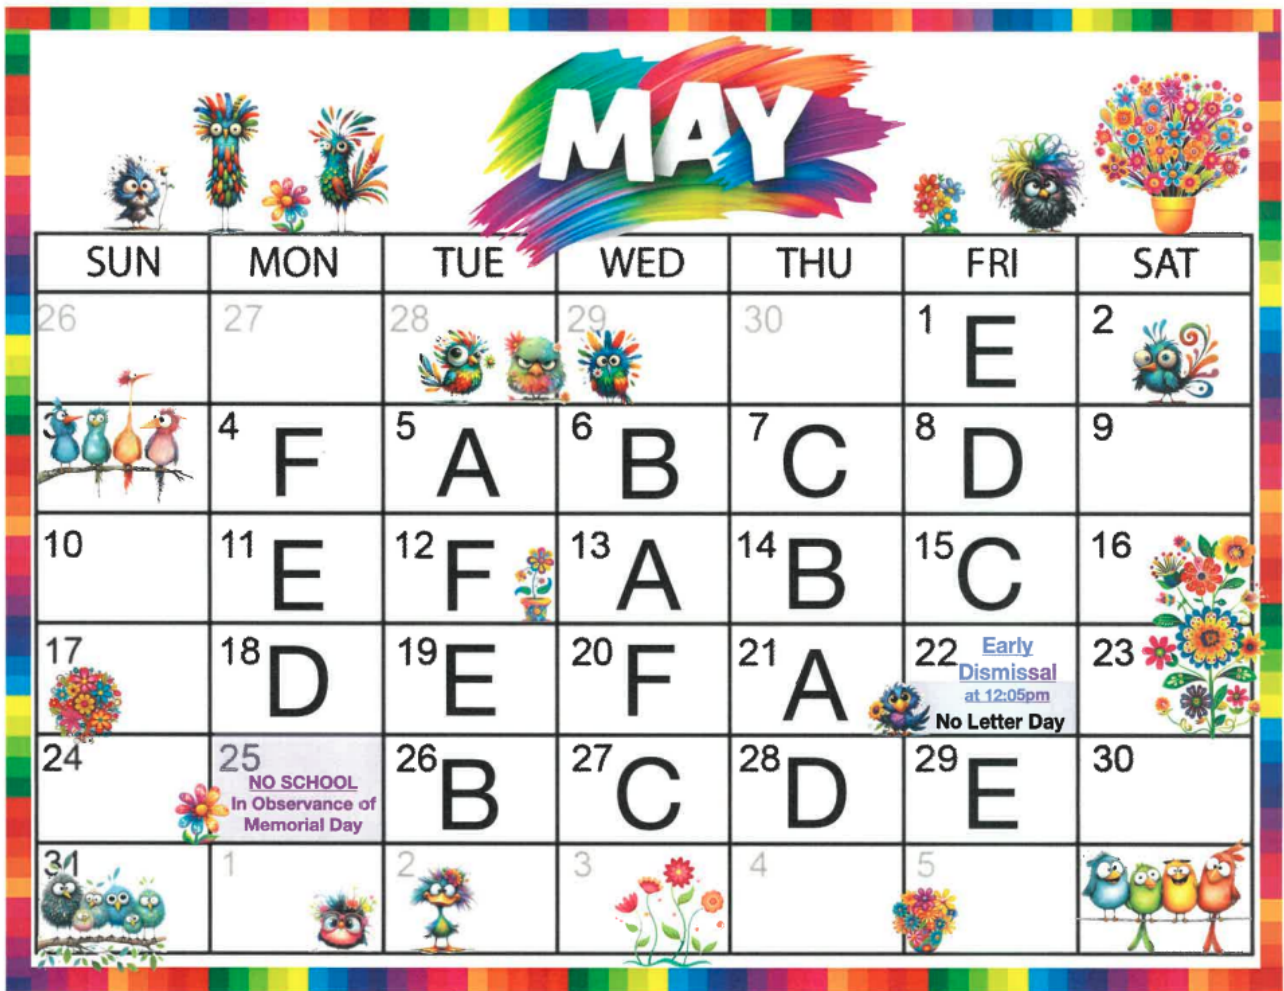 MAY
SUN MON TUE WED THU FRI SAT
26 27 28 29 30 1 E 2
4 F 5 A 6 B 7 C 8 D 9
10 11 E 12 F 13 A 14 B 15 C 16
17 18 D 19 E 20 F 21 A 22 Early 23
Dismissal
at 12:05pm
No Letter Day
24 25 26 B 27 C 28 D 29 E 30
NO SCHOOL
In Observance of
Memorial Day
31 1 2 3 4 5